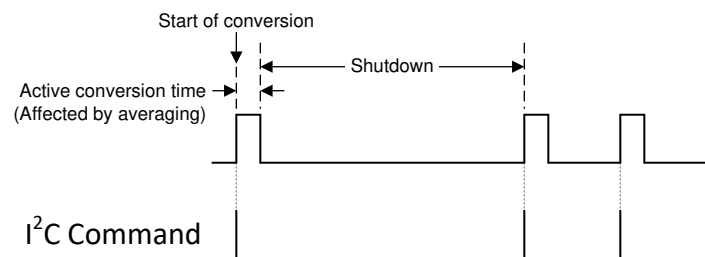 Start of conversion
Shutdown
Active conversion time
(Affected by averaging)
I²C Command